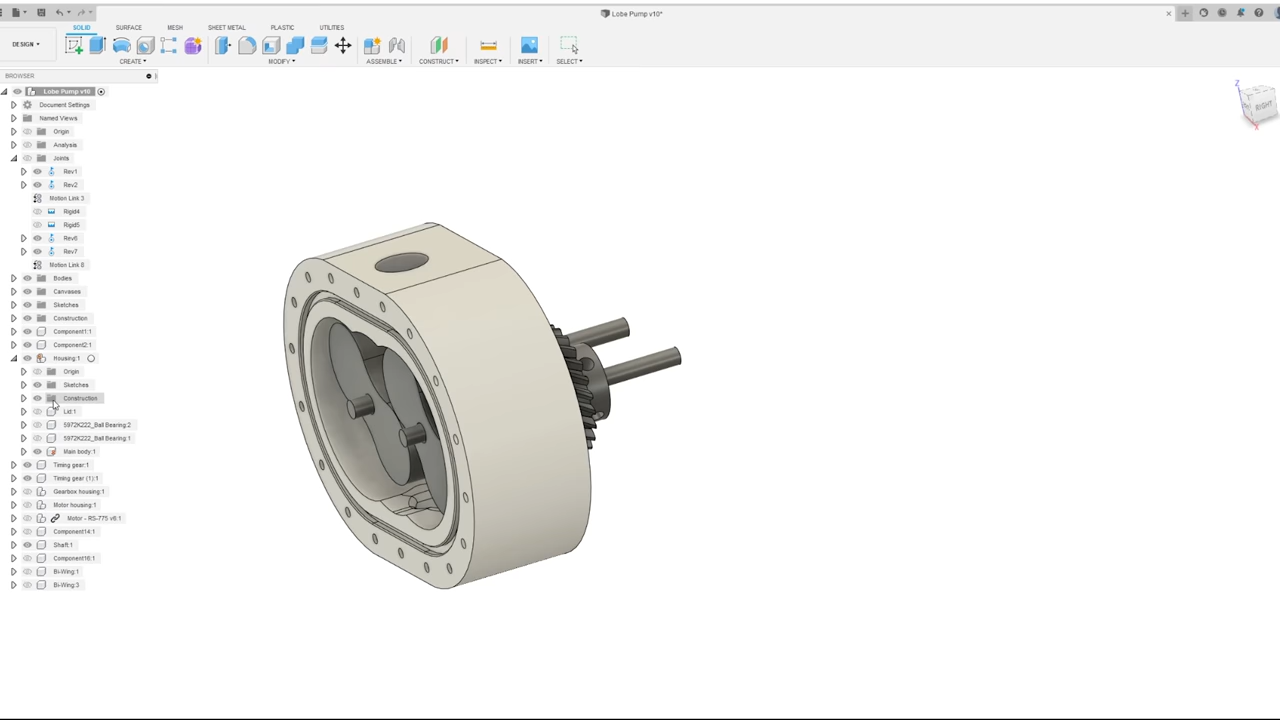 Lobe Pump v10*
SOLID SURFACE MESH SHEET METAL PLASTIC UTILITIES
DESIGN
CREATE MODIFY ASSEMBLE CONSTRUCT INSPECT INSERT SELECT
BROWSER
Lobe Pump v10
Document Settings
Named Views
Origin
Analysis
Joints
Rev1
Rev2
Motion Link 3
Rigid4
Rigid5
Rev6
Rev7
Motion Link 8
Bodies
Canvases
Sketches
Construction
Component1:1
Component2:1
Housing:1
Origin
Sketches
Construction
Lid:1
5972K222_Ball Bearing:2
5972K222_Ball Bearing:1
Main body:1
Timing gear:1
Timing gear (1):1
Gearbox housing:1
Motor housing:1
Motor - RS-775 v6:1
Component14:1
Shaft:1
Component16:1
Bi-Wing:1
Bi-Wing:3
Z
RIGHT
X